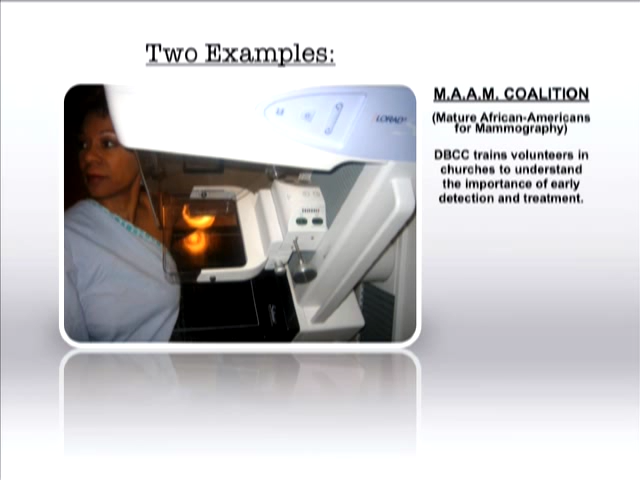 Two Examples:
M.A.A.M. COALITION
(Mature African-Americans
for Mammography)
DBCC trains volunteers in
churches to understand
the importance of early
detection and treatment.
LORAD